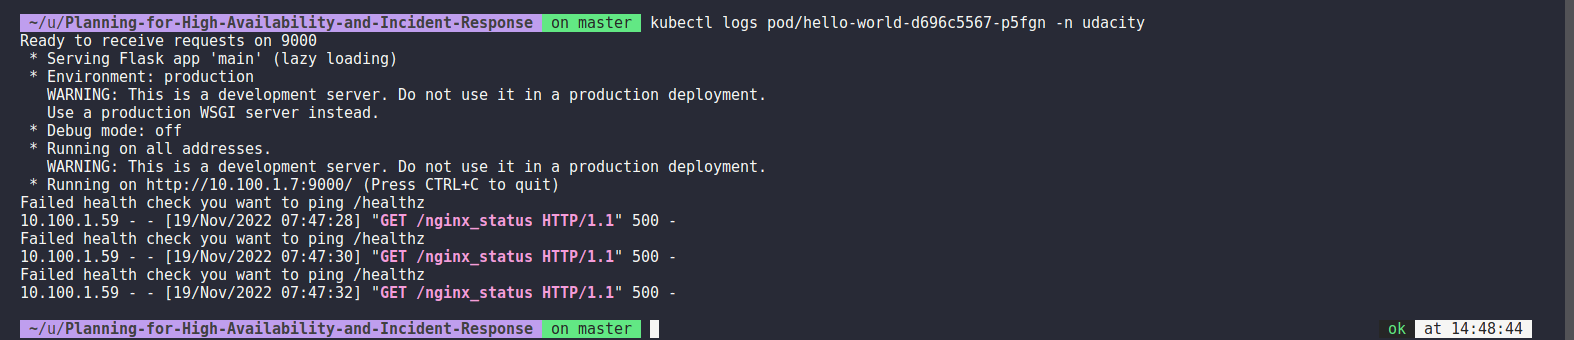 ~/u/Planning-for-High-Availability-and-Incident-Response on master kubectl logs pod/hello-world-d696c5567-p5fgn -n udacity
Ready to receive requests on 9000
 * Serving Flask app 'main' (lazy loading)
 * Environment: production
   WARNING: This is a development server. Do not use it in a production deployment.
   Use a production WSGI server instead.
 * Debug mode: off
 * Running on all addresses.
   WARNING: This is a development server. Do not use it in a production deployment.
 * Running on http://10.100.1.7:9000/ (Press CTRL+C to quit)
Failed health check you want to ping /healthz
10.100.1.59 - - [19/Nov/2022 07:47:28] "GET /nginx_status HTTP/1.1" 500 -
Failed health check you want to ping /healthz
10.100.1.59 - - [19/Nov/2022 07:47:30] "GET /nginx_status HTTP/1.1" 500 -
Failed health check you want to ping /healthz
10.100.1.59 - - [19/Nov/2022 07:47:32] "GET /nginx_status HTTP/1.1" 500 -
~/u/Planning-for-High-Availability-and-Incident-Response on master ok at 14:48:44